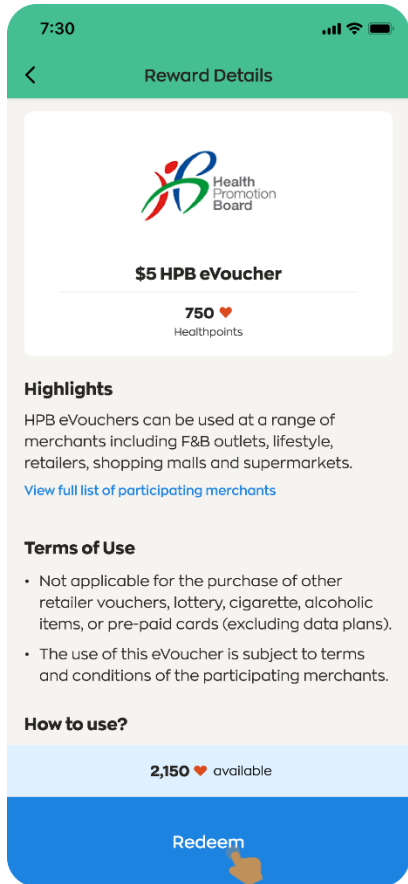 7:30
Reward Details
Health
Promotion
Board
$5 HPB eVoucher
750
Healthpoints
Highlights
HPB eVouchers can be used at a range of
merchants including F&B outlets, lifestyle,
retailers, shopping malls and supermarkets.
View full list of participating merchants
Terms of Use
• Not applicable for the purchase of other
retailer vouchers, lottery, cigarette, alcoholic
items, or pre-paid cards (excluding data plans).
• The use of this eVoucher is subject to terms
and conditions of the participating merchants.
How to use?
2,150 available
Redeem